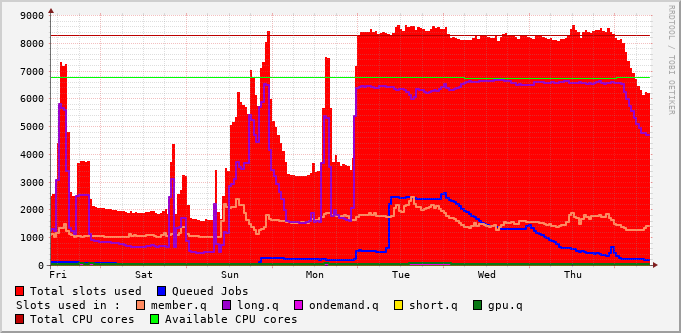 9000
8000
7000
6000
5000
4000
3000
2000
1000
0
Fri Sat Sun Mon Tue Wed Thu
RRDTOOL / TOBI OETIKER
Total slots used Queued Jobs
Slots used in : member.q long.q ondemand.q short.q gpu.q
Total CPU cores Available CPU cores